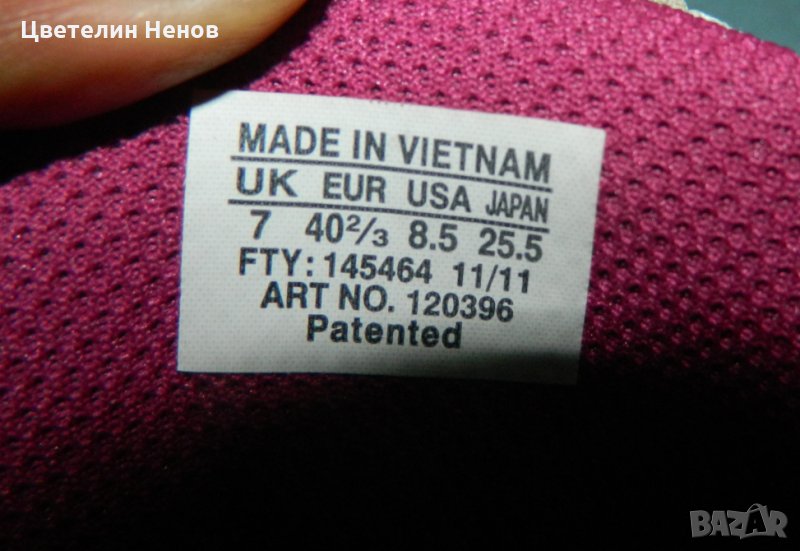 Цветелин Ненов
MADE IN VIETNAM
UK EUR USA JAPAN
7 40²/₃ 8.5 25.5
FTY: 145464 11/11
ART NO. 120396
Patented
BAZAR